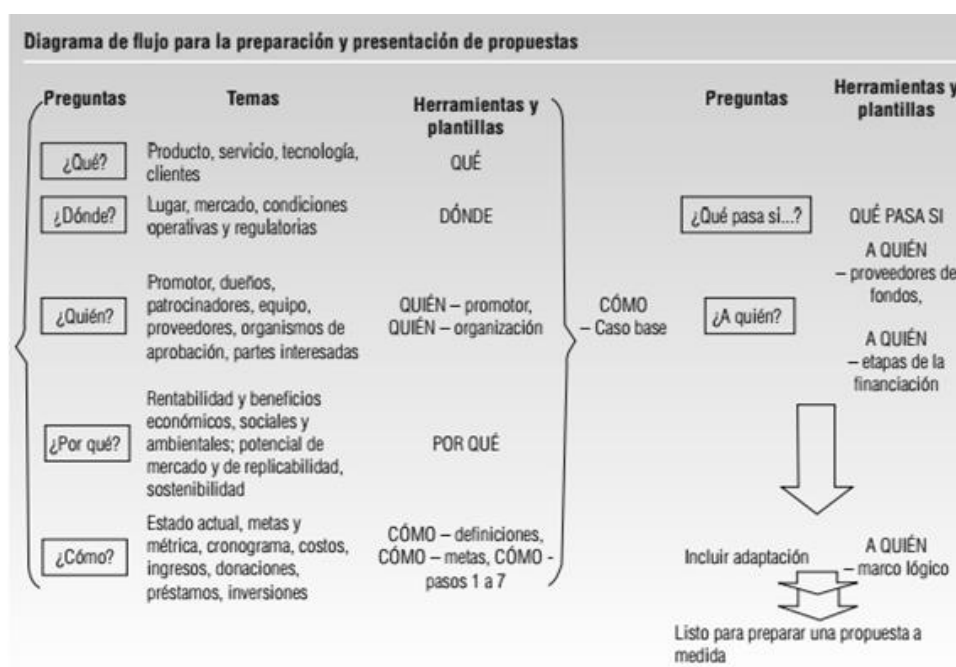 Diagrama de flujo para la preparación y presentación de propuestas
Preguntas
Temas
Herramientas y
plantillas
¿Qué?
Producto, servicio, tecnología,
clientes
QUÉ
¿Dónde?
Lugar, mercado, condiciones
operativas y regulatorias
DÓNDE
¿Quién?
Promotor, dueños,
patrocinadores, equipo,
proveedores, organismos de
aprobación, partes interesadas
QUIÉN – promotor,
QUIÉN – organización
¿Por qué?
Rentabilidad y beneficios
económicos, sociales y
ambientales; potencial de
mercado y de replicabilidad,
sostenibilidad
POR QUÉ
¿Cómo?
Estado actual, metas y
métrica, cronograma, costos,
ingresos, donaciones,
préstamos, inversiones
CÓMO – definiciones,
CÓMO – metas, CÓMO -
pasos 1 a 7
CÓMO
– Caso base
Preguntas
Herramientas y
plantillas
¿Qué pasa si...?
QUÉ PASA SI
¿A quién?
A QUIÉN
– proveedores de
fondos,
A QUIÉN
– etapas de la
financiación
Incluir adaptación
A QUIÉN
– marco lógico
Listo para preparar una propuesta a
medida